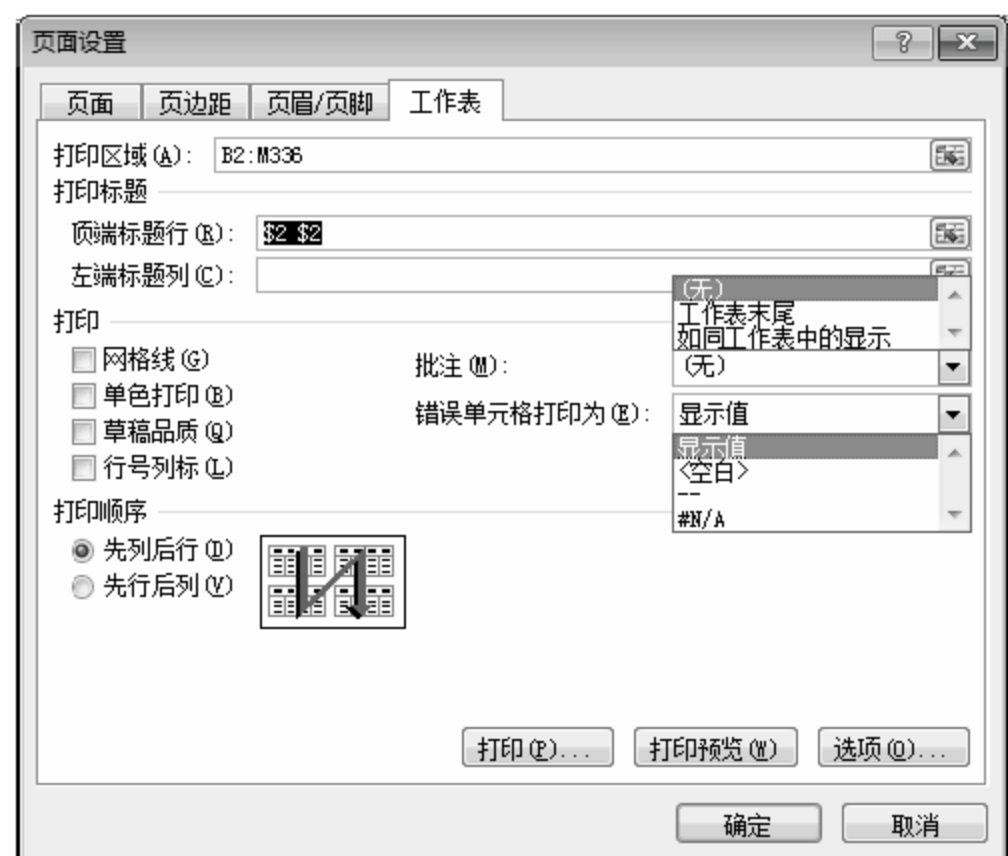 页面设置
页面 页边距 页眉/页脚 工作表
打印区域(A): B2:M336
打印标题
顶端标题行(R): $2 $2
左端标题列(C):
(无)
工作表末尾
如同工作表中的显示
打印
网格线(G)
批注(M): (无)
单色打印(B)
错误单元格打印为(E): 显示值
草稿品质(Q)
显示值
行号列标(L)
<空白>
--
#N/A
打印顺序
先列后行(D)
先行后列(V)
打印(P)... 打印预览(W) 选项(O)...
确定 取消